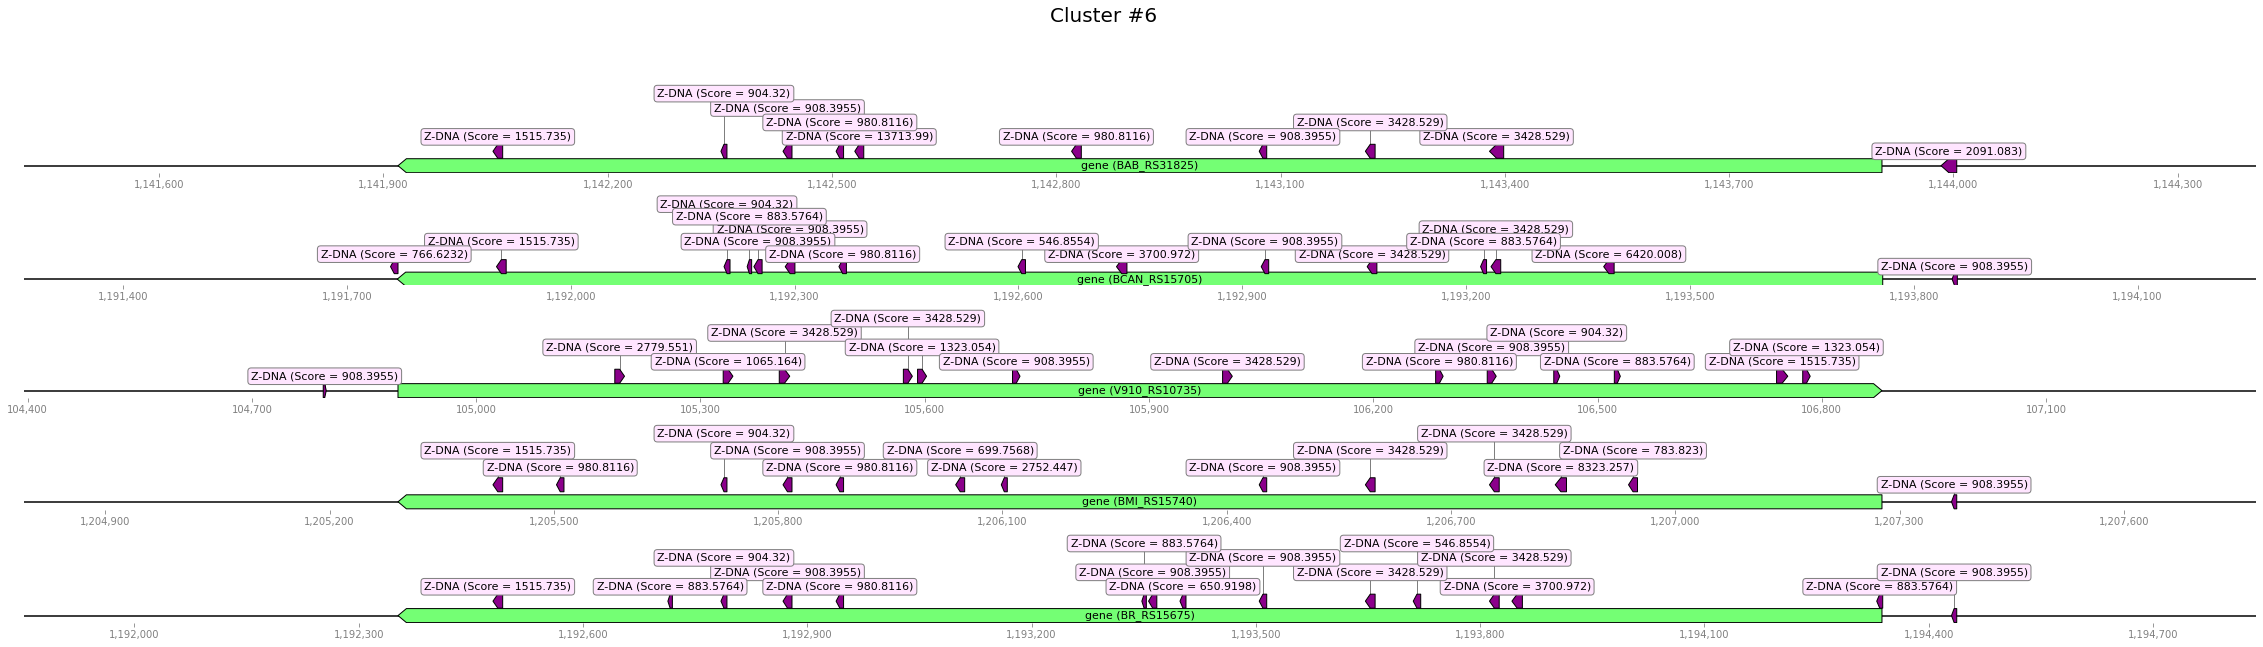 Cluster #6
Z-DNA (Score = 904.32)
Z-DNA (Score = 908.3955)
Z-DNA (Score = 980.8116)
Z-DNA (Score = 3428.529)
Z-DNA (Score = 1515.735)
Z-DNA (Score = 13713.99)
Z-DNA (Score = 980.8116)
Z-DNA (Score = 908.3955)
Z-DNA (Score = 3428.529)
Z-DNA (Score = 2091.083)
gene (BAB_RS31825)
1,141,600
1,141,900
1,142,200
1,142,500
1,142,800
1,143,100
1,143,400
1,143,700
1,144,000
1,144,300
Z-DNA (Score = 904.32)
Z-DNA (Score = 883.5764)
Z-DNA (Score = 908.3955)
Z-DNA (Score = 3428.529)
Z-DNA (Score = 1515.735)
Z-DNA (Score = 908.3955)
Z-DNA (Score = 546.8554)
Z-DNA (Score = 908.3955)
Z-DNA (Score = 883.5764)
Z-DNA (Score = 766.6232)
Z-DNA (Score = 980.8116)
Z-DNA (Score = 3700.972)
Z-DNA (Score = 3428.529)
Z-DNA (Score = 6420.008)
Z-DNA (Score = 908.3955)
gene (BCAN_RS15705)
1,191,400
1,191,700
1,192,000
1,192,300
1,192,600
1,192,900
1,193,200
1,193,500
1,193,800
1,194,100
Z-DNA (Score = 3428.529)
Z-DNA (Score = 3428.529)
Z-DNA (Score = 904.32)
Z-DNA (Score = 2779.551)
Z-DNA (Score = 1323.054)
Z-DNA (Score = 908.3955)
Z-DNA (Score = 1323.054)
Z-DNA (Score = 1065.164)
Z-DNA (Score = 908.3955)
Z-DNA (Score = 3428.529)
Z-DNA (Score = 980.8116)
Z-DNA (Score = 883.5764)
Z-DNA (Score = 1515.735)
Z-DNA (Score = 908.3955)
gene (V910_RS10735)
104,400
104,700
105,000
105,300
105,600
105,900
106,200
106,500
106,800
107,100
Z-DNA (Score = 904.32)
Z-DNA (Score = 3428.529)
Z-DNA (Score = 1515.735)
Z-DNA (Score = 908.3955)
Z-DNA (Score = 699.7568)
Z-DNA (Score = 3428.529)
Z-DNA (Score = 783.823)
Z-DNA (Score = 980.8116)
Z-DNA (Score = 980.8116)
Z-DNA (Score = 2752.447)
Z-DNA (Score = 908.3955)
Z-DNA (Score = 8323.257)
Z-DNA (Score = 908.3955)
gene (BMI_RS15740)
1,204,900
1,205,200
1,205,500
1,205,800
1,206,100
1,206,400
1,206,700
1,207,000
1,207,300
1,207,600
Z-DNA (Score = 883.5764)
Z-DNA (Score = 546.8554)
Z-DNA (Score = 904.32)
Z-DNA (Score = 908.3955)
Z-DNA (Score = 3428.529)
Z-DNA (Score = 908.3955)
Z-DNA (Score = 908.3955)
Z-DNA (Score = 3428.529)
Z-DNA (Score = 908.3955)
Z-DNA (Score = 1515.735)
Z-DNA (Score = 883.5764)
Z-DNA (Score = 980.8116)
Z-DNA (Score = 650.9198)
Z-DNA (Score = 3700.972)
Z-DNA (Score = 883.5764)
gene (BR_RS15675)
1,192,000
1,192,300
1,192,600
1,192,900
1,193,200
1,193,500
1,193,800
1,194,100
1,194,400
1,194,700